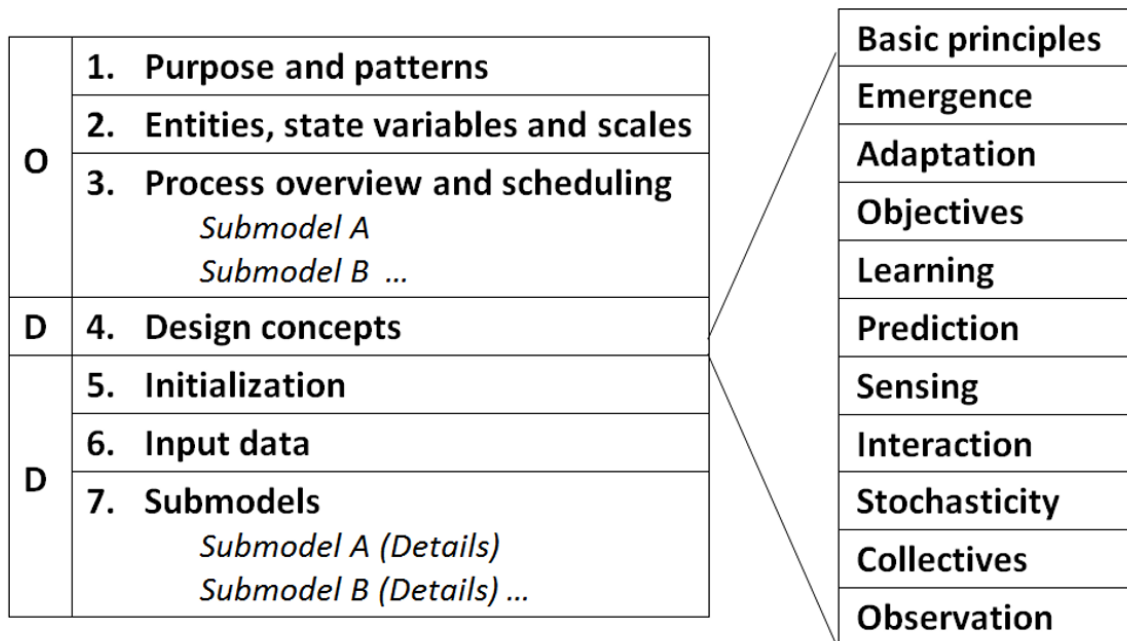 O
1. Purpose and patterns
2. Entities, state variables and scales
3. Process overview and scheduling
Submodel A
Submodel B ...
D
4. Design concepts
D
5. Initialization
6. Input data
7. Submodels
Submodel A (Details)
Submodel B (Details) ...
Basic principles
Emergence
Adaptation
Objectives
Learning
Prediction
Sensing
Interaction
Stochasticity
Collectives
Observation